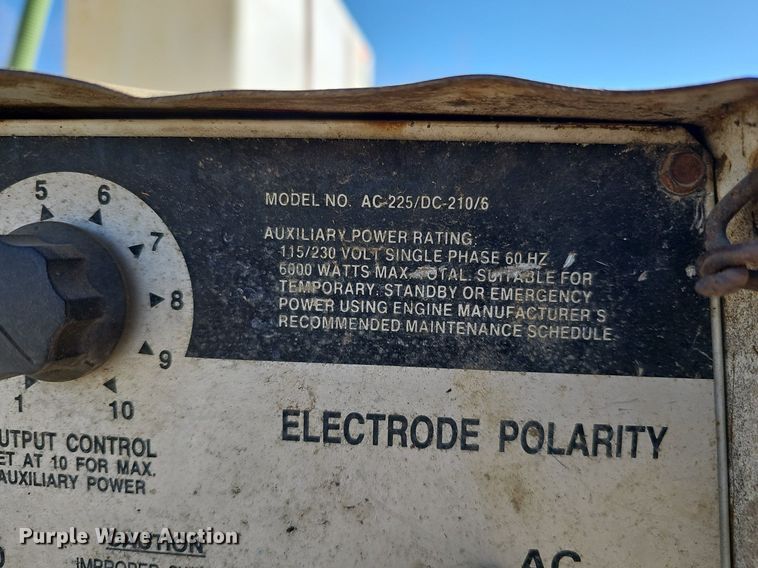 MODEL NO. AC-225/DC-210/6
AUXILIARY POWER RATING:
115/230 VOLT SINGLE PHASE 60 HZ
6000 WATTS MAX. TOTAL. SUITABLE FOR
TEMPORARY, STANDBY OR EMERGENCY
POWER USING ENGINE MANUFACTURER'S
RECOMMENDED MAINTENANCE SCHEDULE
5
6
7
8
9
10
1
UTPUT CONTROL
ET AT 10 FOR MAX.
AUXILIARY POWER
ELECTRODE POLARITY
CAUTION
AC
Purple Wave Auction